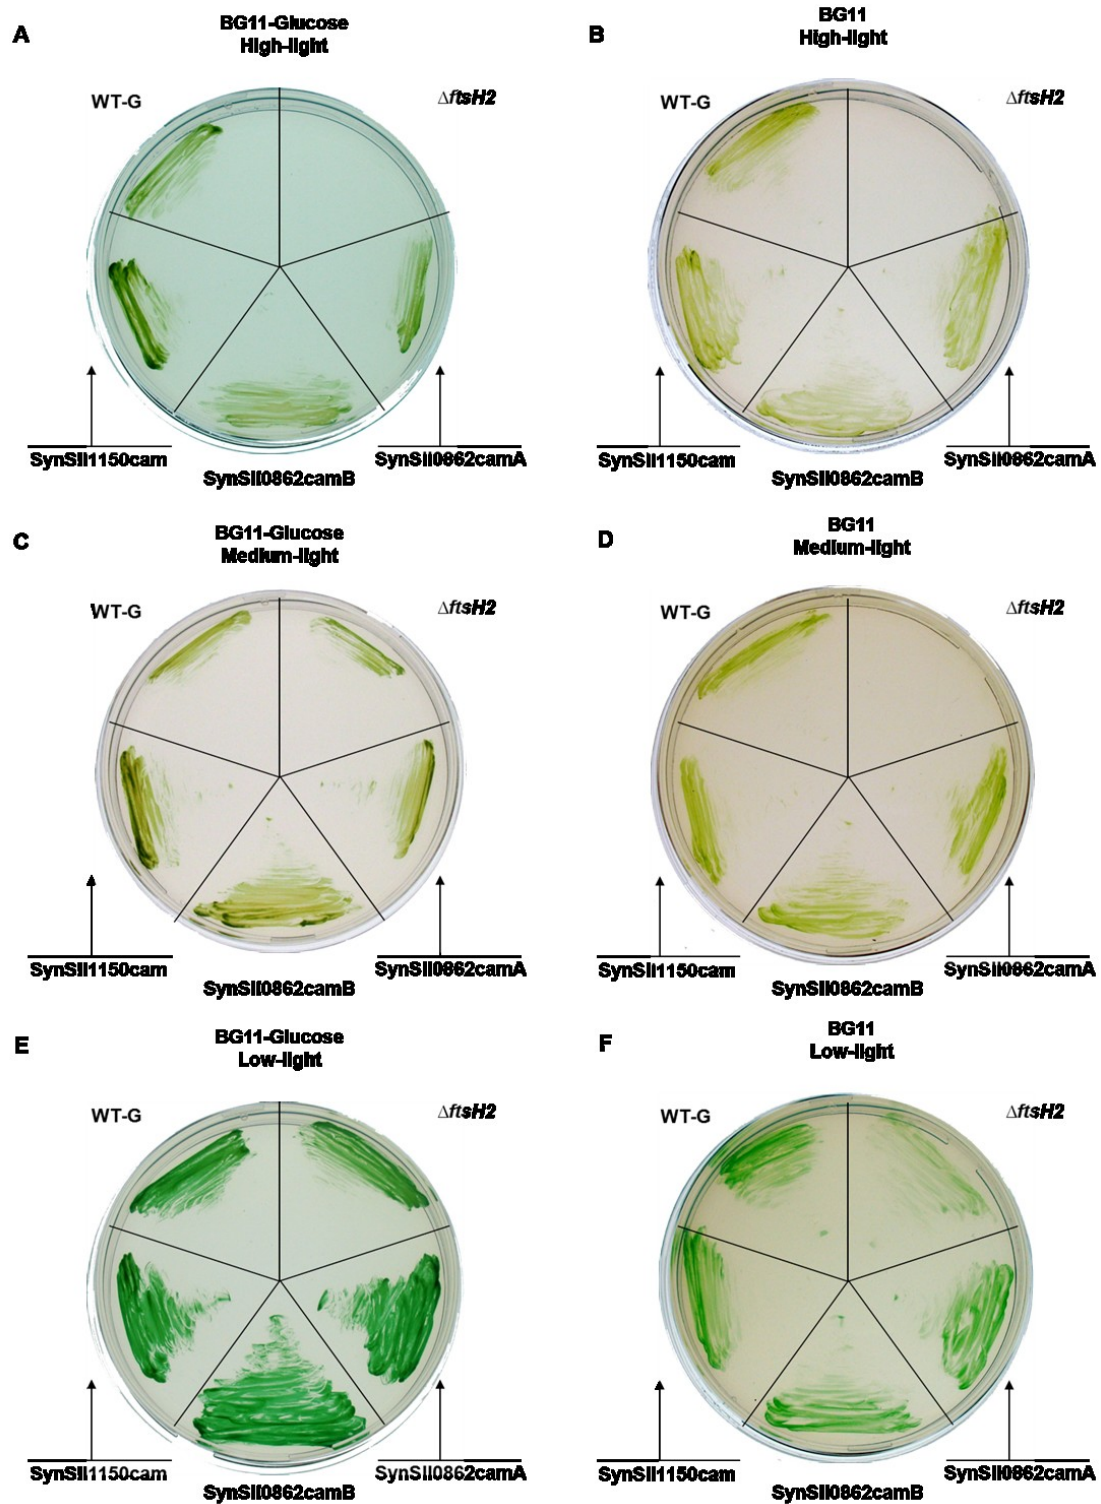 A
BG11-Glucose
High-light
WT-G
ΔftsH2
SynSll1150cam
SynSll0862camB
SynSll0862camA
B
BG11
High-light
WT-G
ΔftsH2
SynSll1150cam
SynSll0862camB
SynSll0862camA
C
BG11-Glucose
Medium-light
WT-G
ΔftsH2
SynSll1150cam
SynSll0862camB
SynSll0862camA
D
BG11
Medium-light
WT-G
ΔftsH2
SynSll1150cam
SynSll0862camB
SynSll0862camA
E
BG11-Glucose
Low-light
WT-G
ΔftsH2
SynSll1150cam
SynSll0862camB
SynSll0862camA
F
BG11
Low-light
WT-G
ΔftsH2
SynSll1150cam
SynSll0862camB
SynSll0862camA